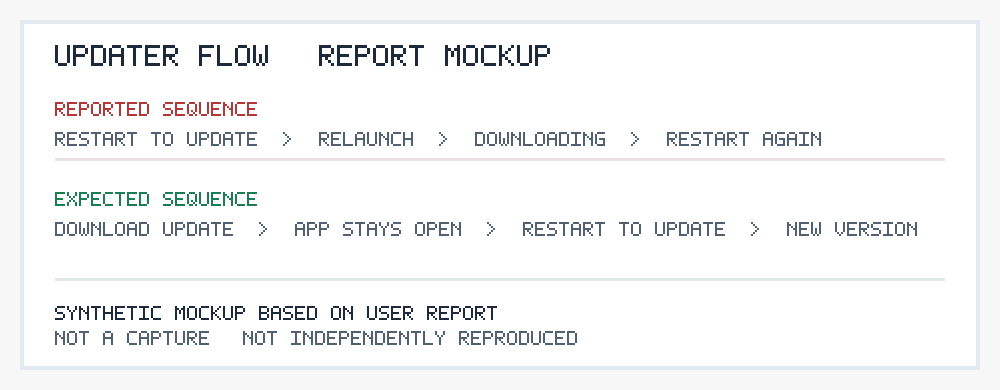 UPDATER FLOW   REPORT MOCKUP
REPORTED SEQUENCE
RESTART TO UPDATE > RELAUNCH > DOWNLOADING > RESTART AGAIN
EXPECTED SEQUENCE
DOWNLOAD UPDATE > APP STAYS OPEN > RESTART TO UPDATE > NEW VERSION
SYNTHETIC MOCKUP BASED ON USER REPORT
NOT A CAPTURE   NOT INDEPENDENTLY REPRODUCED